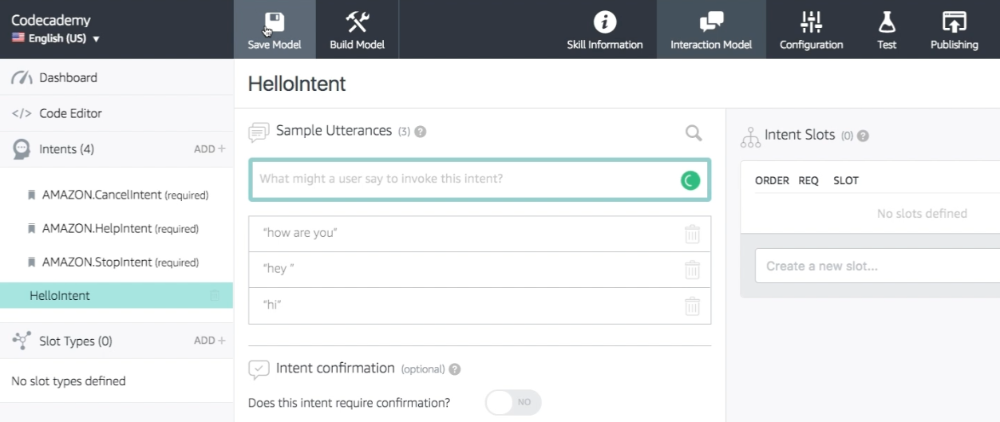 Codecademy
English (US) ▼
Save Model
Build Model
Skill Information
Interaction Model
Configuration
Test
Publishing
Dashboard
</> Code Editor
Intents (4) ADD +
AMAZON.CancelIntent (required)
AMAZON.HelpIntent (required)
AMAZON.StopIntent (required)
HelloIntent
Slot Types (0) ADD +
No slot types defined
HelloIntent
Sample Utterances (3) ?
What might a user say to invoke this intent?
“how are you”
“hey ”
“hi”
Intent confirmation (optional) ?
Does this intent require confirmation? NO
Intent Slots (0) ?
ORDER REQ SLOT
No slots defined
Create a new slot...